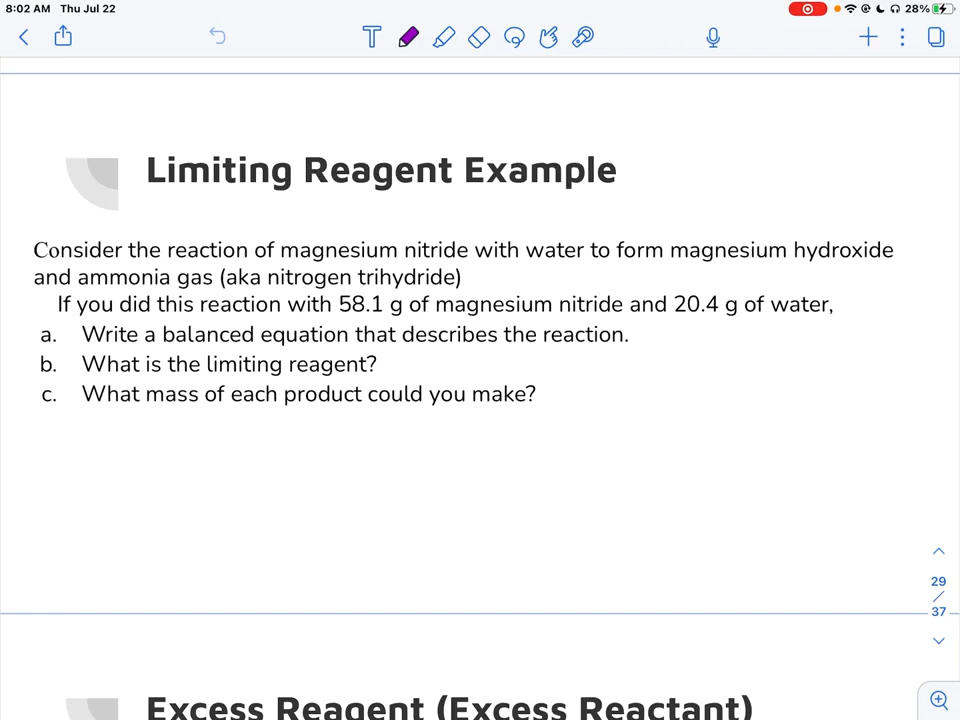 8:02 AM Thu Jul 22
28%
T
Limiting Reagent Example
Consider the reaction of magnesium nitride with water to form magnesium hydroxide
and ammonia gas (aka nitrogen trihydride)
If you did this reaction with 58.1 g of magnesium nitride and 20.4 g of water,
a. Write a balanced equation that describes the reaction.
b. What is the limiting reagent?
c. What mass of each product could you make?
29
/
37
Excess Reagent (Excess Reactant)